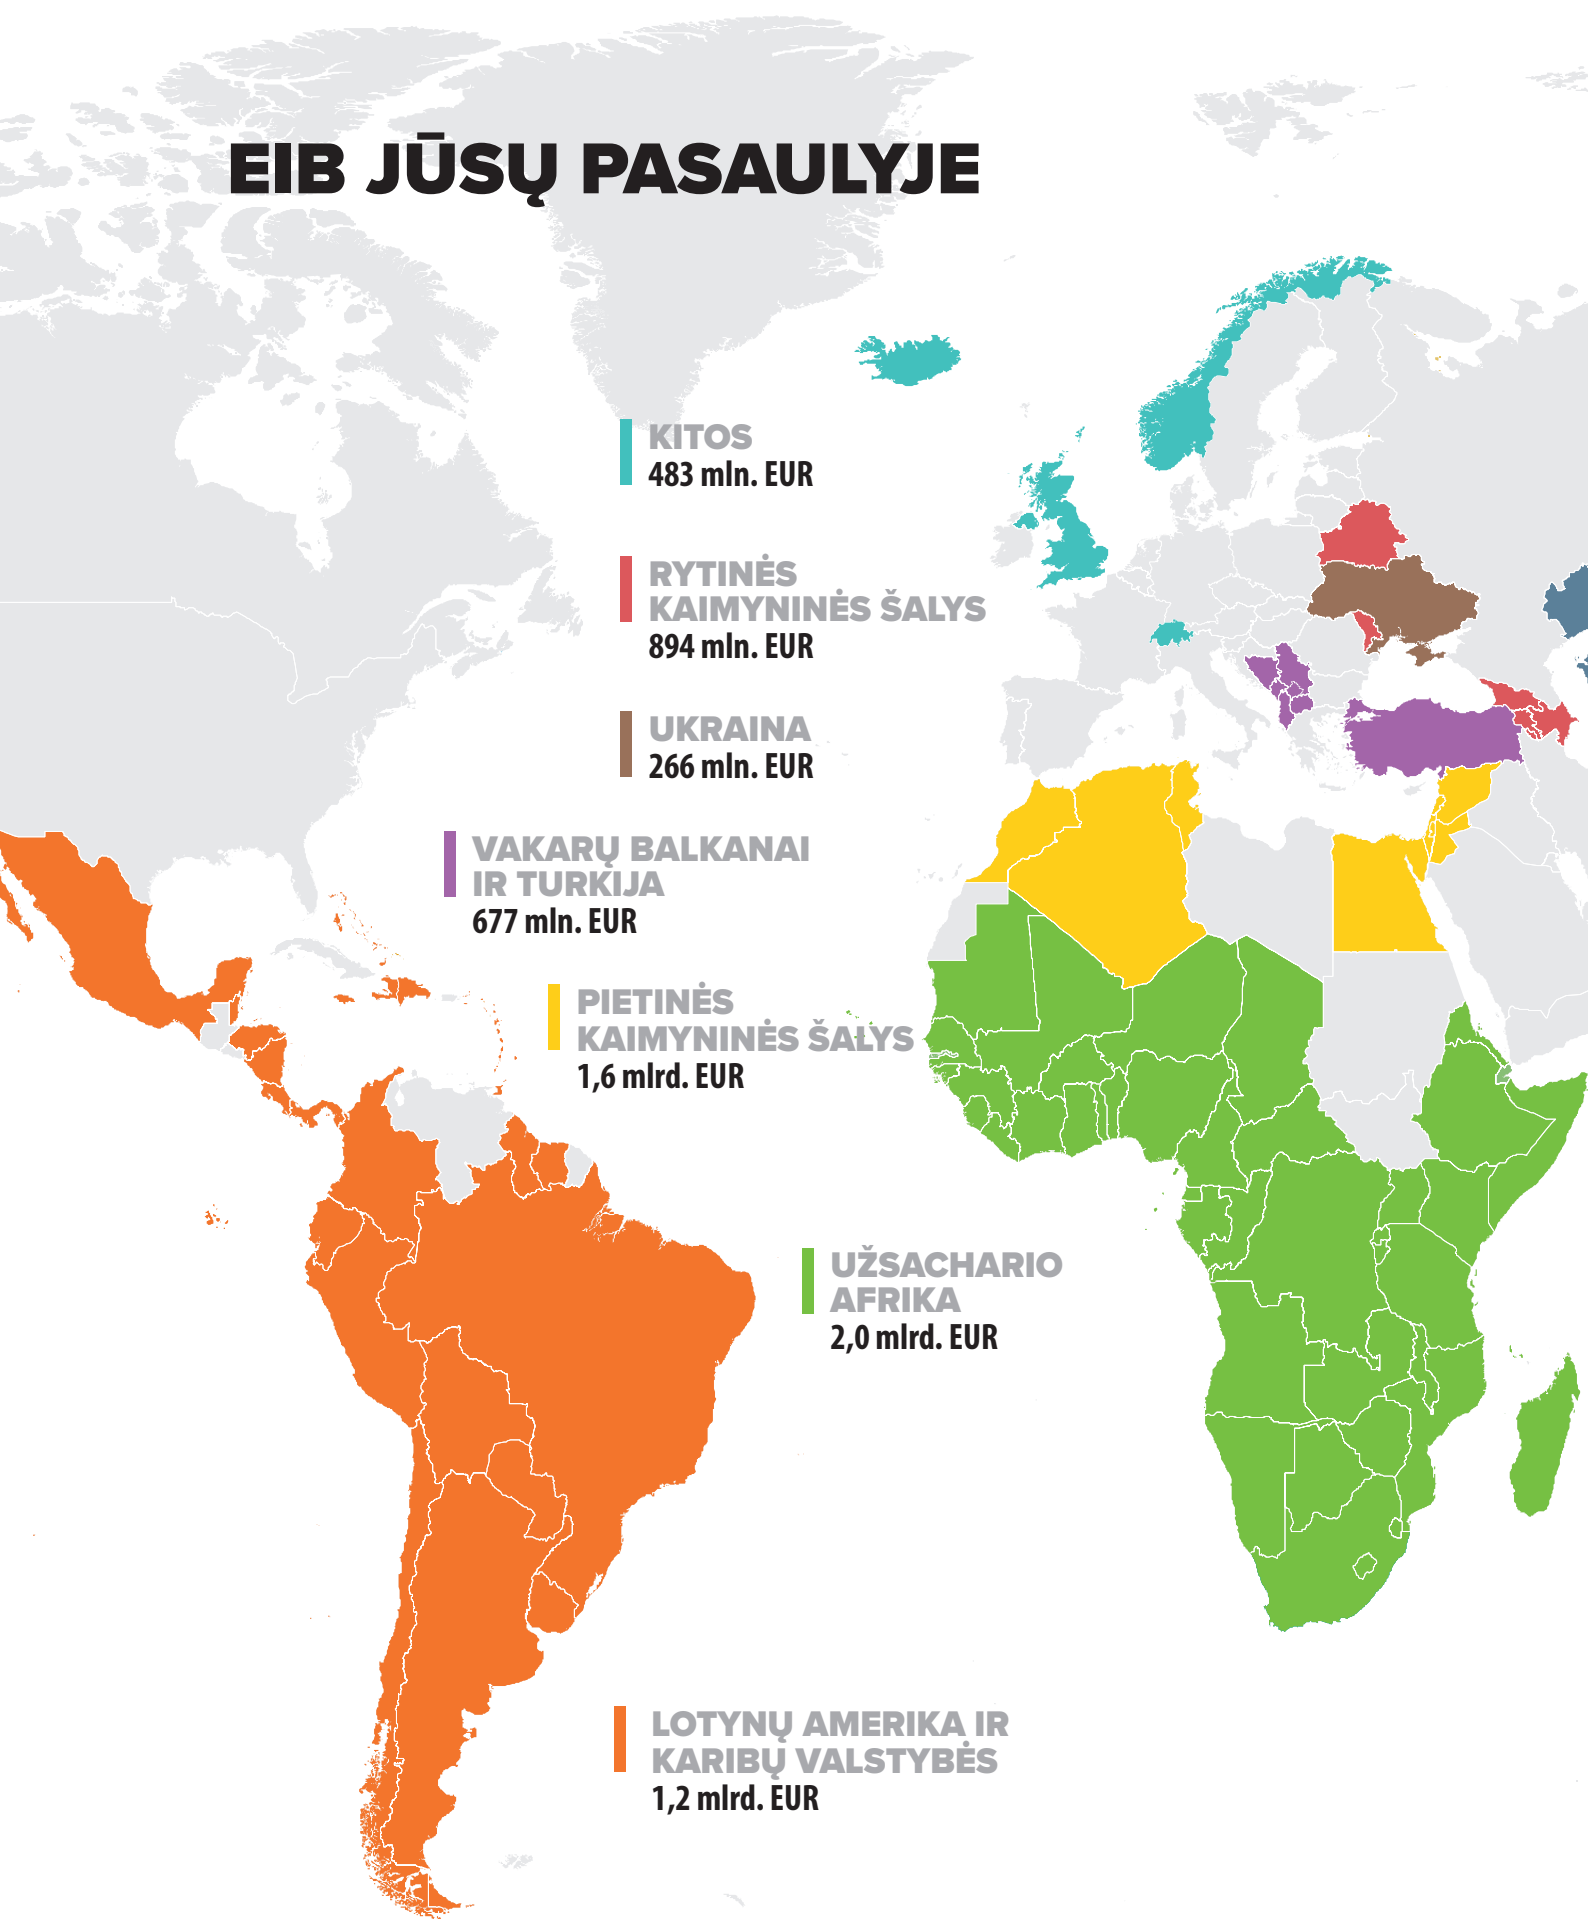 EIB JŪSŲ PASAULYJE
KITOS
483 mln. EUR
RYTINĖS
KAIMYNINĖS ŠALYS
894 mln. EUR
UKRAINA
266 mln. EUR
VAKARŲ BALKANAI
IR TURKIJA
677 mln. EUR
PIETINĖS
KAIMYNINĖS ŠALYS
1,6 mlrd. EUR
UŽSACHARIO
AFRIKA
2,0 mlrd. EUR
LOTYNŲ AMERIKA IR
KARIBŲ VALSTYBĖS
1,2 mlrd. EUR